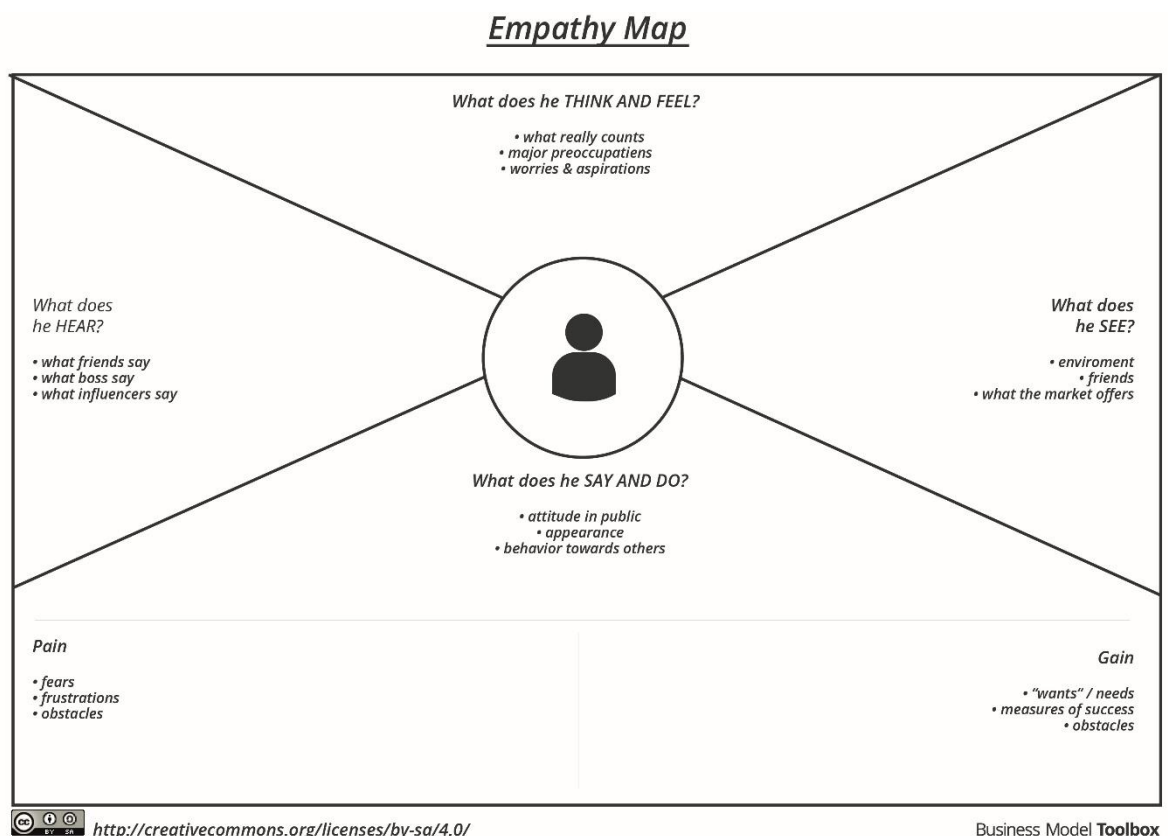 Empathy Map
What does he THINK AND FEEL?
• what really counts
• major preoccupatiens
• worries & aspirations
What does
he HEAR?
• what friends say
• what boss say
• what influencers say
What does
he SEE?
• enviroment
• friends
• what the market offers
What does he SAY AND DO?
• attitude in public
• appearance
• behavior towards others
Pain
• fears
• frustrations
• obstacles
Gain
• “wants” / needs
• measures of success
• obstacles
cc
BY SA
http://creativecommons.org/licenses/by-sa/4.0/
Business Model Toolbox